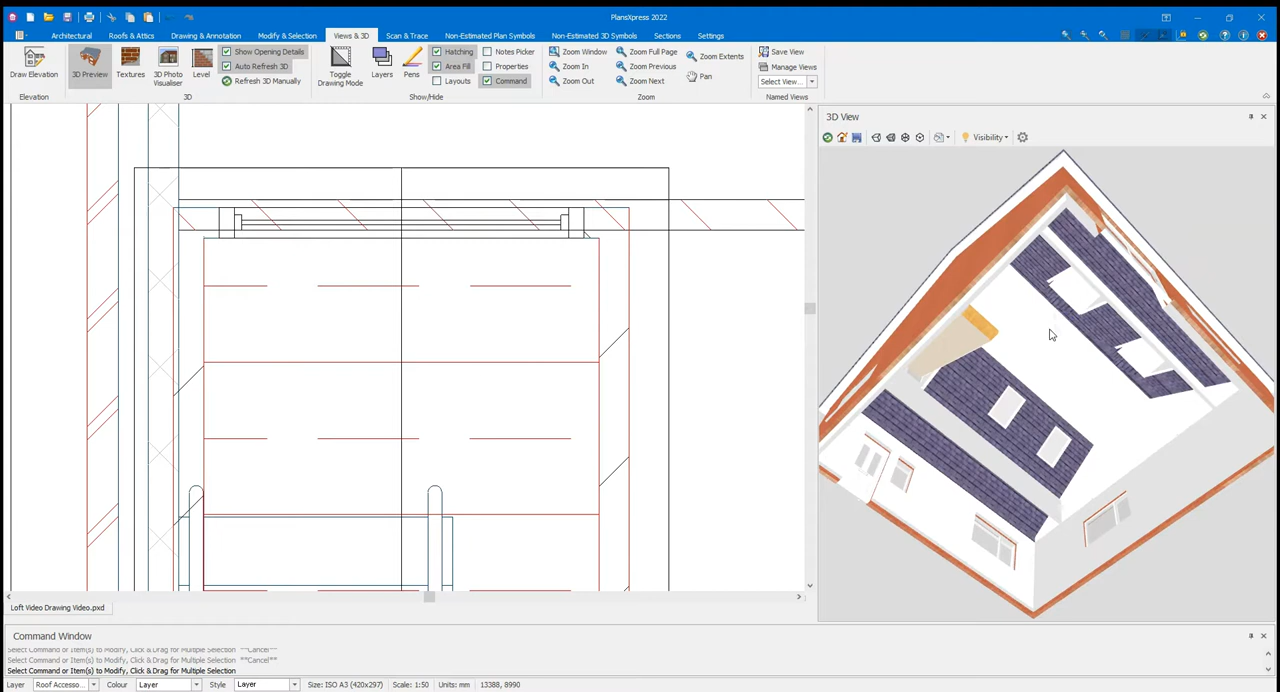 PlansXpress 2022
Architectural Roofs & Attics Drawing & Annotation Modify & Selection Views & 3D Scan & Trace Non-Estimated Plan Symbols Non-Estimated 3D Symbols Sections Settings
Show Opening Details Hatching Notes Picker Zoom Window Zoom Full Page Zoom Extents Save View
Auto Refresh 3D Area Fill Properties Zoom In Zoom Previous Pan Manage Views
Draw Elevation 3D Preview Textures 3D Photo Visualiser Level Refresh 3D Manually Toggle Drawing Mode Layers Pens Layouts Command Zoom Out Zoom Next Select View...
Elevation 3D Show/Hide Zoom Named Views
3D View
Visibility
Loft Video Drawing Video.pxd
Command Window
Select Command or Item(s) to Modify, Click & Drag for Multiple Selection **Cancel**
Select Command or Item(s) to Modify, Click & Drag for Multiple Selection **Cancel**
Select Command or Item(s) to Modify, Click & Drag for Multiple Selection
Layer Roof Accesso... Colour Layer Style Layer Size: ISO A3 (420x297) Scale: 1:50 Units: mm 13388, 8990